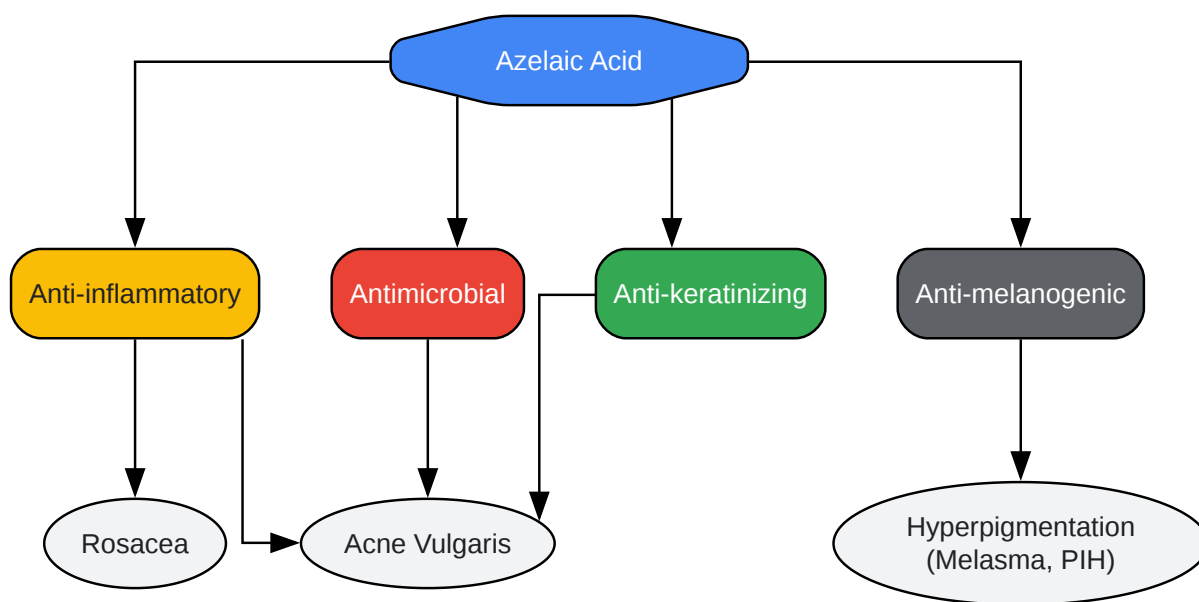 Azelaic Acid
Anti-inflammatory
Antimicrobial
Anti-keratinizing
Anti-melanogenic
Rosacea
Acne Vulgaris
Hyperpigmentation
(Melasma, PIH)